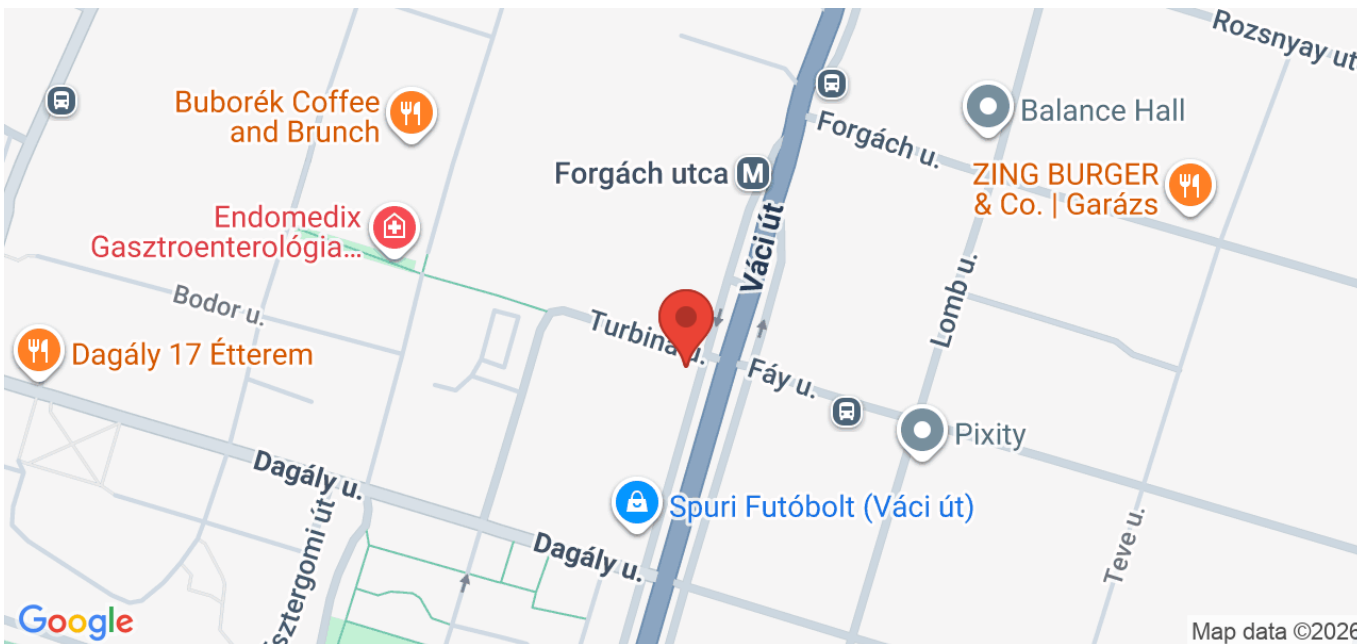 Rozsnyay ut
Buborék Coffee
and Brunch
Balance Hall
Forgách u.
Forgách utca M
ZING BURGER
& Co. | Garázs
Endomedix
Gasztroenterológia...
Váci út
Bodor u.
Lomb u.
Turbina u.
Dagály 17 Étterem
Fáy u.
Pixity
Dagály u.
Spuri Futóbolt (Váci út)
Dagály u.
Teve u.
sztergomi út
Google
Map data ©2026